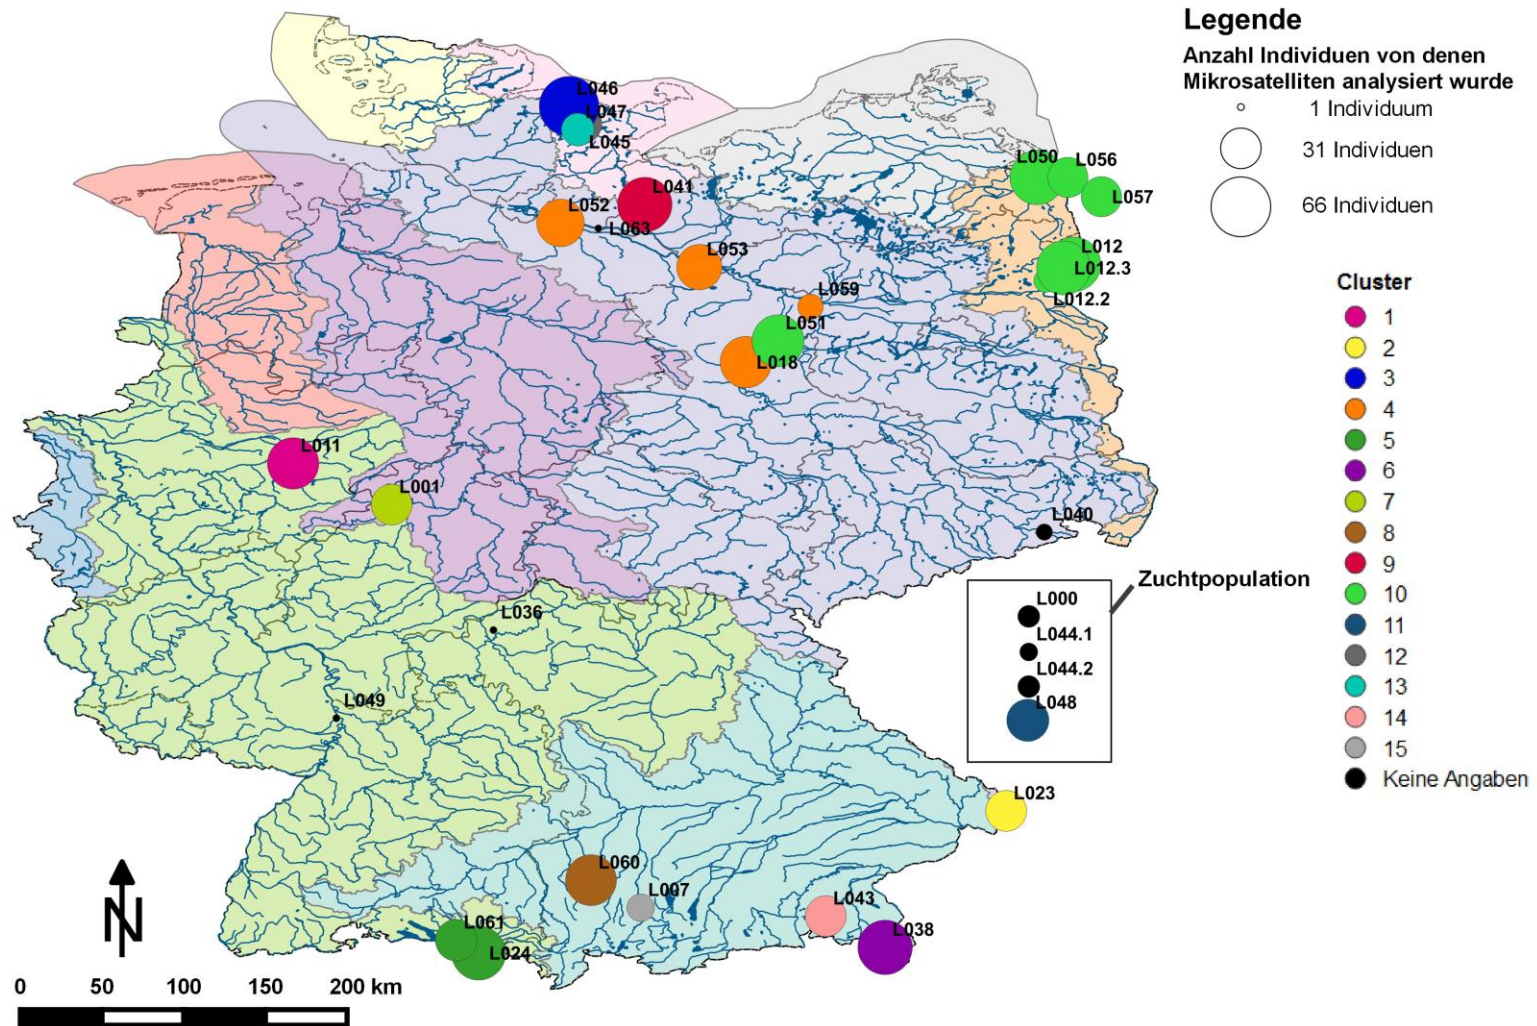 Legende
Anzahl Individuen von denen
Mikrosatelliten analysiert wurde
1 Individuum
31 Individuen
66 Individuen
Cluster
1
2
3
4
5
6
7
8
9
10
11
12
13
14
15
Keine Angaben
L046
L047
L045
L050
L056
L057
L041
L052
L063
L053
L012
L012.3
L012.2
L059
L051
L018
L011
L001
L040
Zuchtpopulation
L000
L044.1
L044.2
L048
L036
L049
L023
L060
L007
L043
L038
L061
L024
N
0 50 100 150 200 km